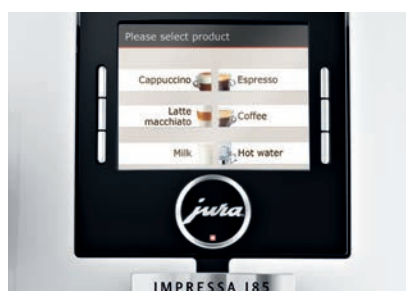 Please select product
Cappuccino Espresso
Latte
macchiato Coffee
Milk Hot water
jura
IMPRESSA J85